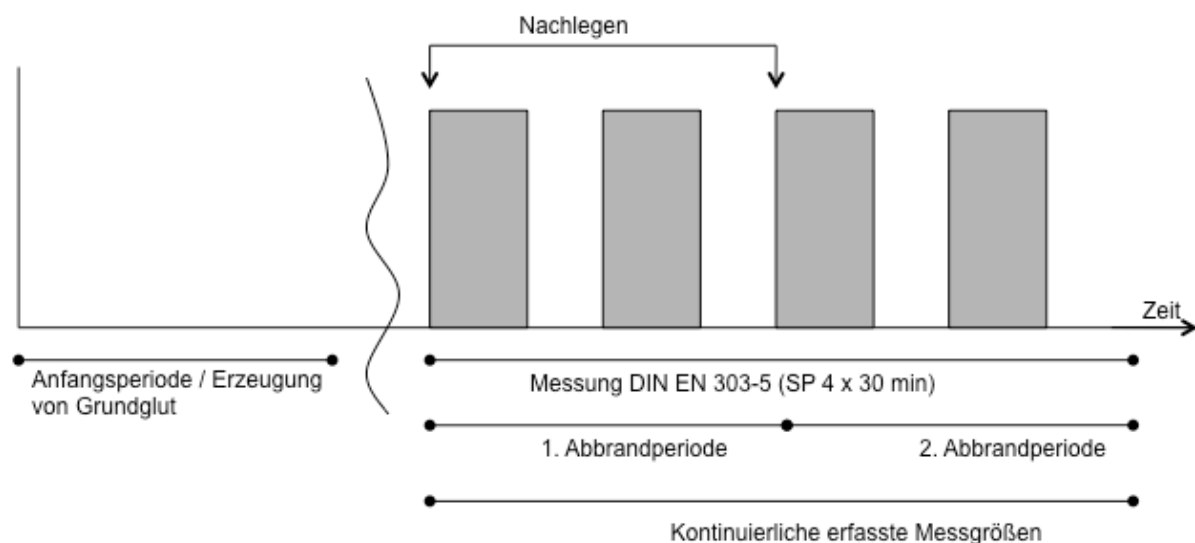 Nachlegen
Zeit
Anfangsperiode / Erzeugung
von Grundglut
Messung DIN EN 303-5 (SP 4 x 30 min)
1. Abbrandperiode
2. Abbrandperiode
Kontinuierliche erfasste Messgrößen